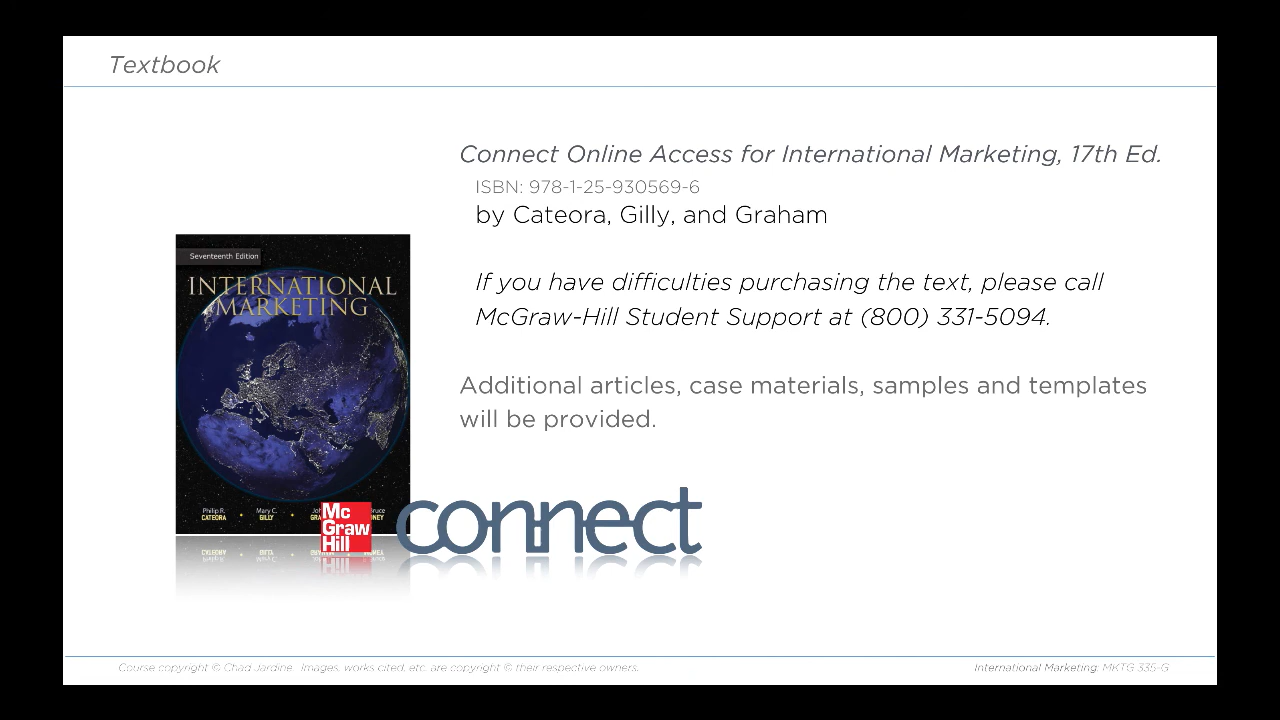 Textbook
Connect Online Access for International Marketing, 17th Ed.
ISBN: 978-1-25-930569-6
by Cateora, Gilly, and Graham
If you have difficulties purchasing the text, please call
McGraw-Hill Student Support at (800) 331-5094.
Additional articles, case materials, samples and templates
will be provided.
Seventeenth Edition
INTERNATIONAL
MARKETING
Philip R.
CATEORA
Mary C.
GILLY
Mc
Graw
Hill
connect
Course copyright © Chad Jardine. Images, works cited, etc. are copyright © their respective owners.
International Marketing: MKTG 335-G